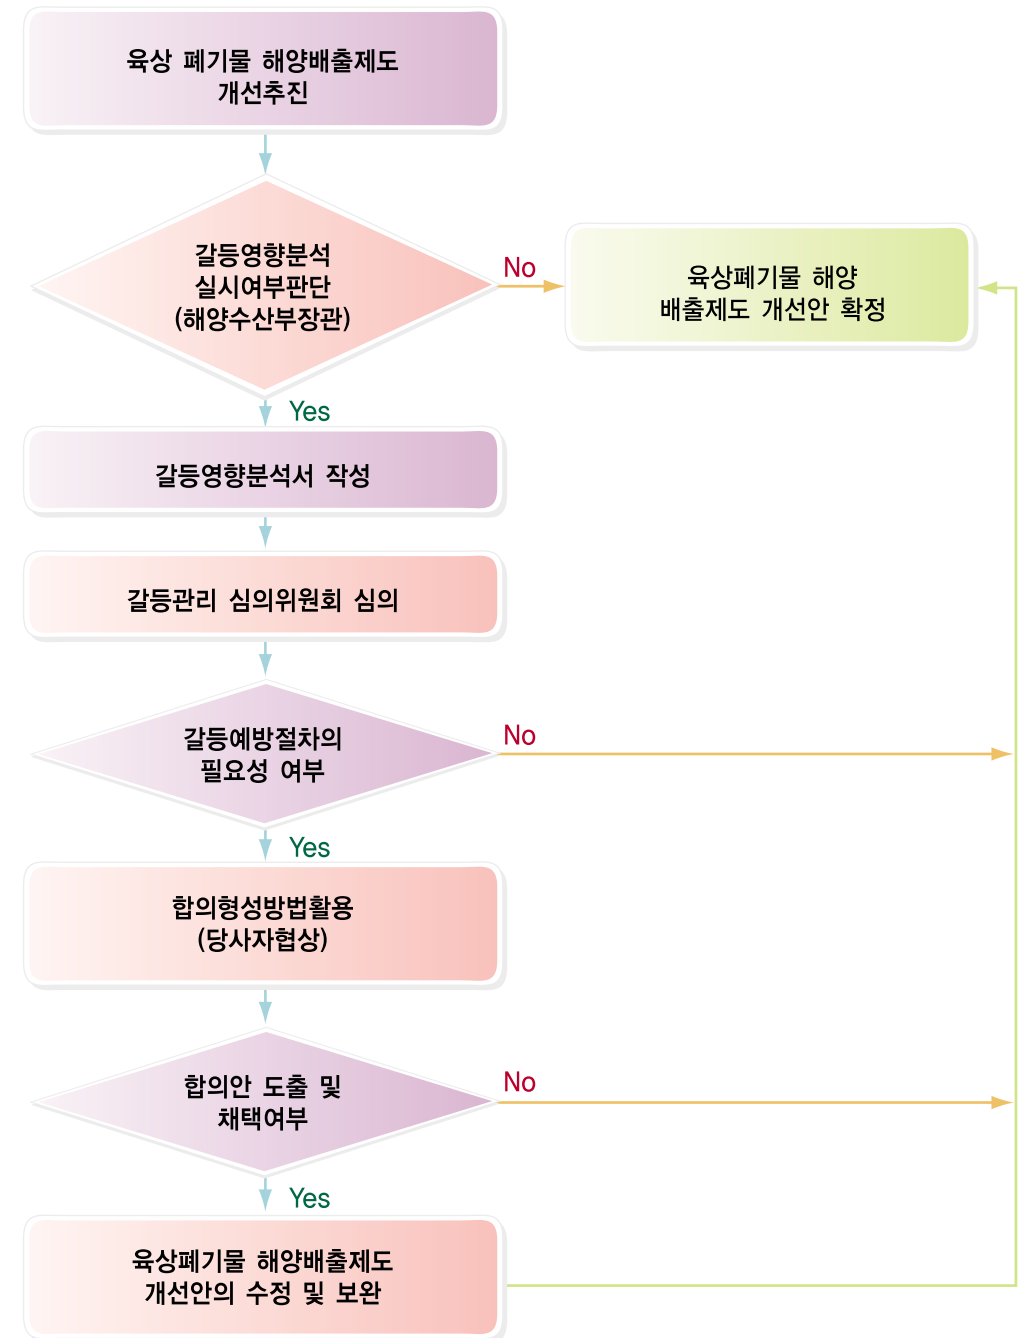 육상 폐기물 해양배출제도
개선추진
갈등영향분석
실시여부판단
(해양수산부장관)
No
육상폐기물 해양
배출제도 개선안 확정
Yes
갈등영향분석서 작성
갈등관리 심의위원회 심의
갈등예방절차의
필요성 여부
No
Yes
합의형성방법활용
(당사자협상)
합의안 도출 및
채택여부
No
Yes
육상폐기물 해양배출제도
개선안의 수정 및 보완